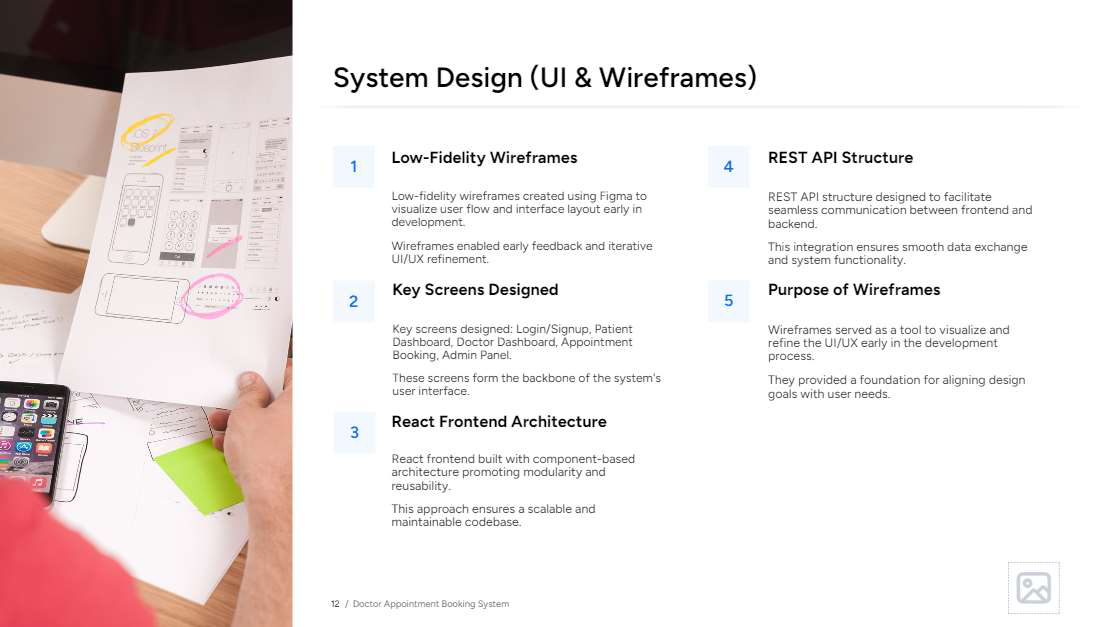 System Design (UI & Wireframes)
1
Low-Fidelity Wireframes
Low-fidelity wireframes created using Figma to
visualize user flow and interface layout early in
development.
Wireframes enabled early feedback and iterative
UI/UX refinement.
2
Key Screens Designed
Key screens designed: Login/Signup, Patient
Dashboard, Doctor Dashboard, Appointment
Booking, Admin Panel.
These screens form the backbone of the system's
user interface.
3
React Frontend Architecture
React frontend built with component-based
architecture promoting modularity and
reusability.
This approach ensures a scalable and
maintainable codebase.
4
REST API Structure
REST API structure designed to facilitate
seamless communication between frontend and
backend.
This integration ensures smooth data exchange
and system functionality.
5
Purpose of Wireframes
Wireframes served as a tool to visualize and
refine the UI/UX early in the development
process.
They provided a foundation for aligning design
goals with user needs.
12 / Doctor Appointment Booking System
iOS 7
Blueprint